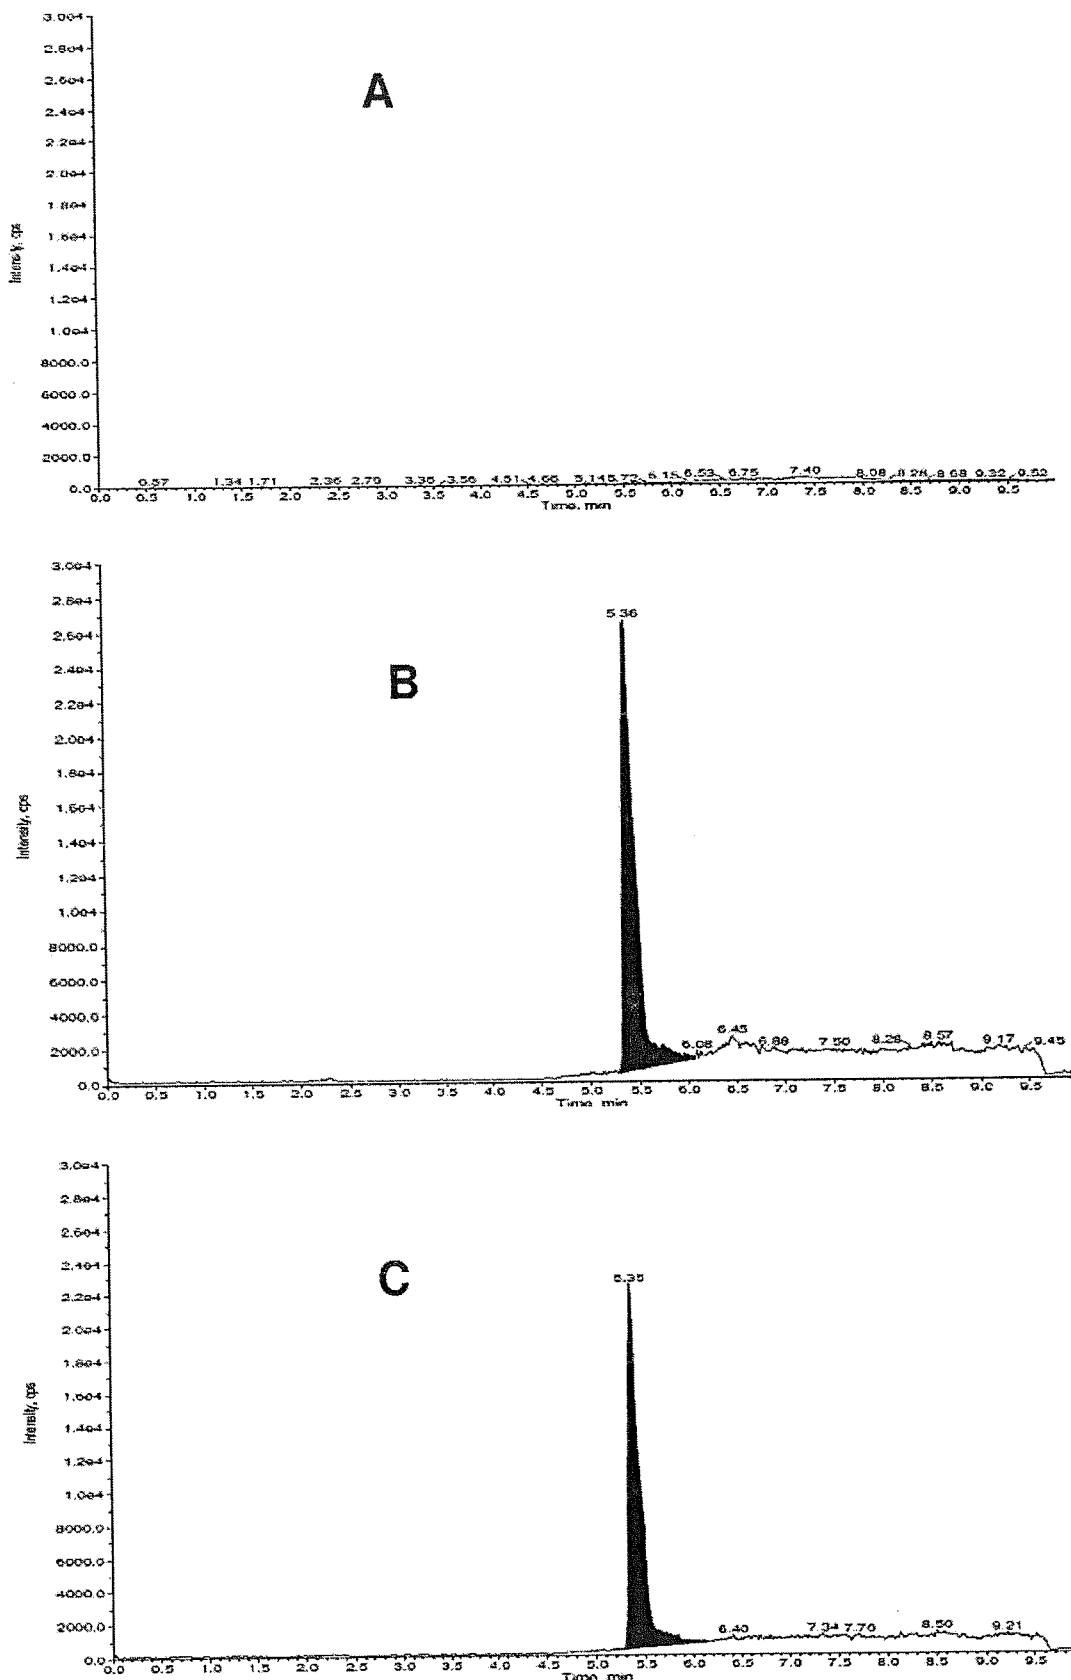 3.0e4
2.8e4
2.6e4
A
2.4e4
2.2e4
2.0e4
1.8e4
1.6e4
Intensity, cps
1.4e4
1.2e4
1.0e4
8000.0
6000.0
4000.0
2000.0
0.57 1.34 1.71 2.36 2.79 3.35 3.56 4.51 4.66 5.14 5.72 6.15 6.53 6.75 7.40 8.08 8.28 8.68 9.32 9.52
0.0
0.0 0.5 1.0 1.5 2.0 2.5 3.0 3.5 4.0 4.5 5.0 5.5 6.0 6.5 7.0 7.5 8.0 8.5 9.0 9.5
Time, min
3.0e4
2.8e4
5.36
2.6e4
B
2.4e4
2.2e4
2.0e4
1.8e4
1.6e4
Intensity, cps
1.4e4
1.2e4
1.0e4
8000.0
6000.0
4000.0
2000.0
6.08 6.45 6.88 7.50 8.28 8.57 9.17 9.45
0.0
0.0 0.5 1.0 1.5 2.0 2.5 3.0 3.5 4.0 4.5 5.0 5.5 6.0 6.5 7.0 7.5 8.0 8.5 9.0 9.5
Time, min
3.0e4
2.8e4
2.6e4
2.4e4
C
5.35
2.2e4
2.0e4
1.8e4
1.6e4
Intensity, cps
1.4e4
1.2e4
1.0e4
8000.0
6000.0
4000.0
2000.0
6.40 7.34 7.76 8.50 9.21
0.0
0.0 0.5 1.0 1.5 2.0 2.5 3.0 3.5 4.0 4.5 5.0 5.5 6.0 6.5 7.0 7.5 8.0 8.5 9.0 9.5
Time, min